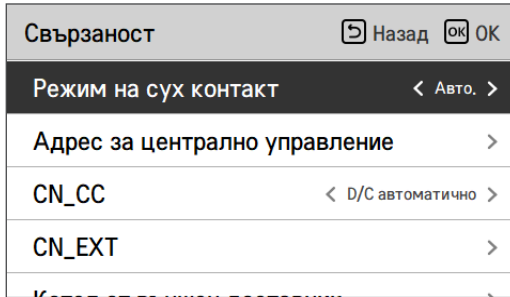 Свързаност Назад OK OK
Режим на сух контакт < Авто. >
Адрес за централно управление >
CN_CC < D/C автоматично >
CN_EXT >